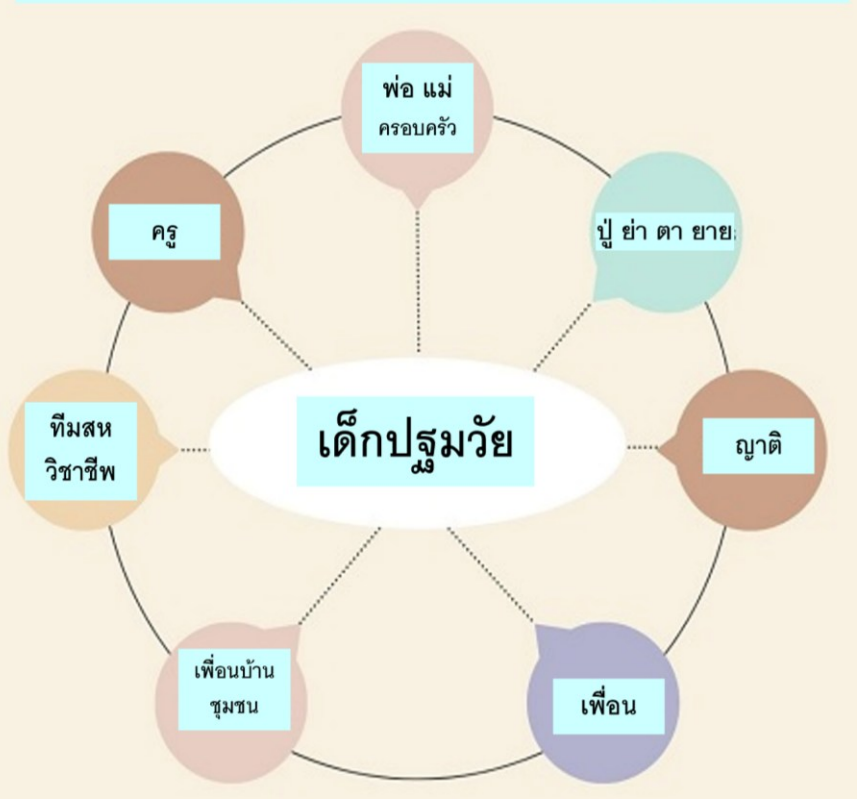 พ่อ แม่
ครอบครัว
ปู่ ย่า ตา ยาย
ญาติ
เพื่อน
เพื่อนบ้าน
ชุมชน
ทีมสห
วิชาชีพ
ครู
เด็กปฐมวัย